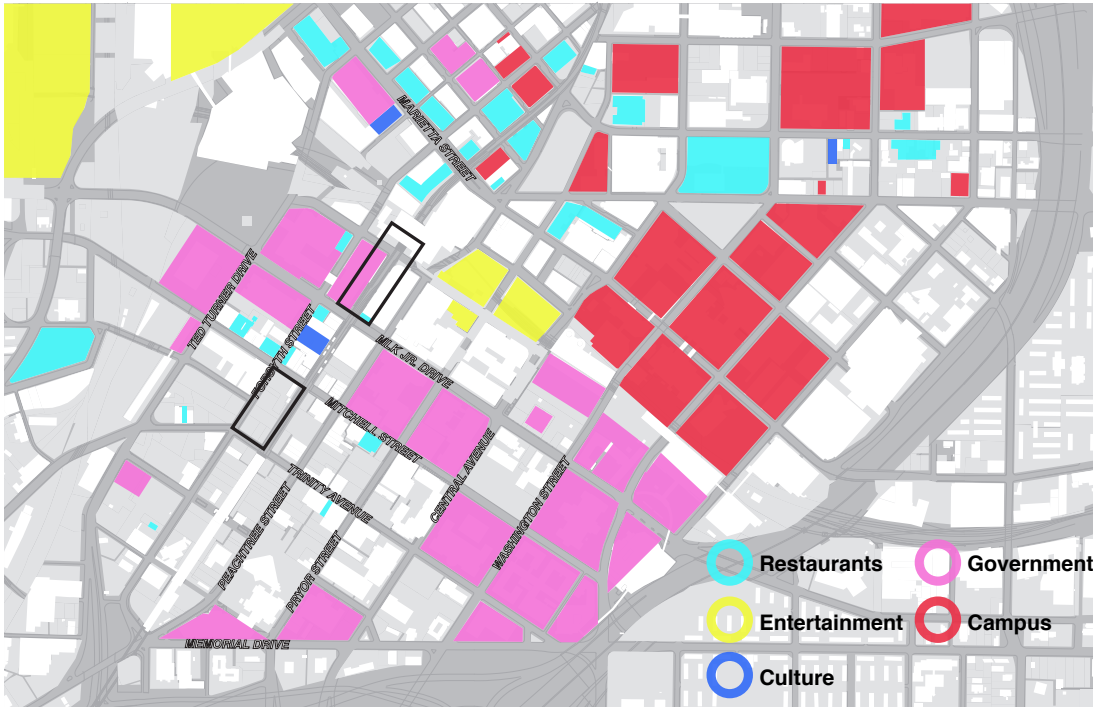 MARIETTA STREET
TED TURNER DRIVE
FORSYTH STREET
MLK JR. DRIVE
MITCHELL STREET
CENTRAL AVENUE
TRINITY AVENUE
WASHINGTON STREET
PEACHTREE STREET
PRYOR STREET
MEMORIAL DRIVE
Restaurants
Government
Entertainment
Campus
Culture